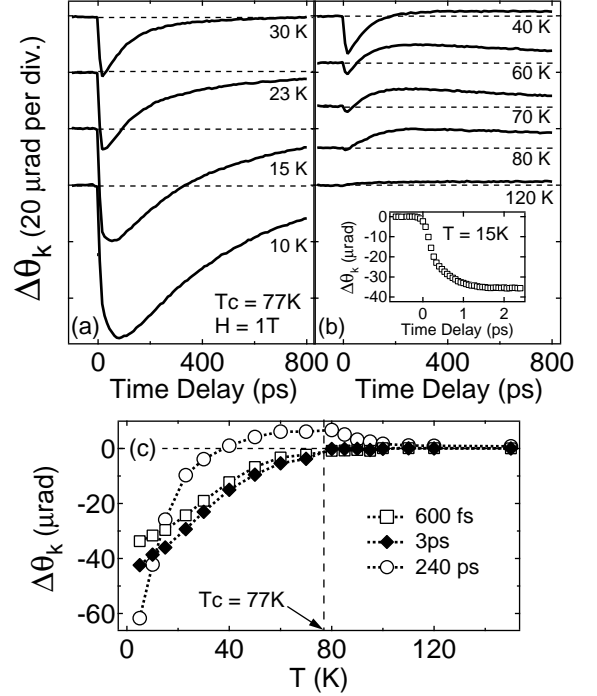 Δθk (20 μrad per div.)
30 K
23 K
15 K
10 K
Tc = 77K
H = 1T
(a)
0
400
800
Time Delay (ps)
40 K
60 K
70 K
80 K
120 K
Δθk (μrad)
0
-10
-20
-30
-40
T = 15K
0
1
2
Time Delay (ps)
(b)
0
400
800
Time Delay (ps)
(c)
Δθk (μrad)
0
-20
-40
-60
600 fs
3ps
240 ps
Tc = 77K
0
40
80
120
T (K)